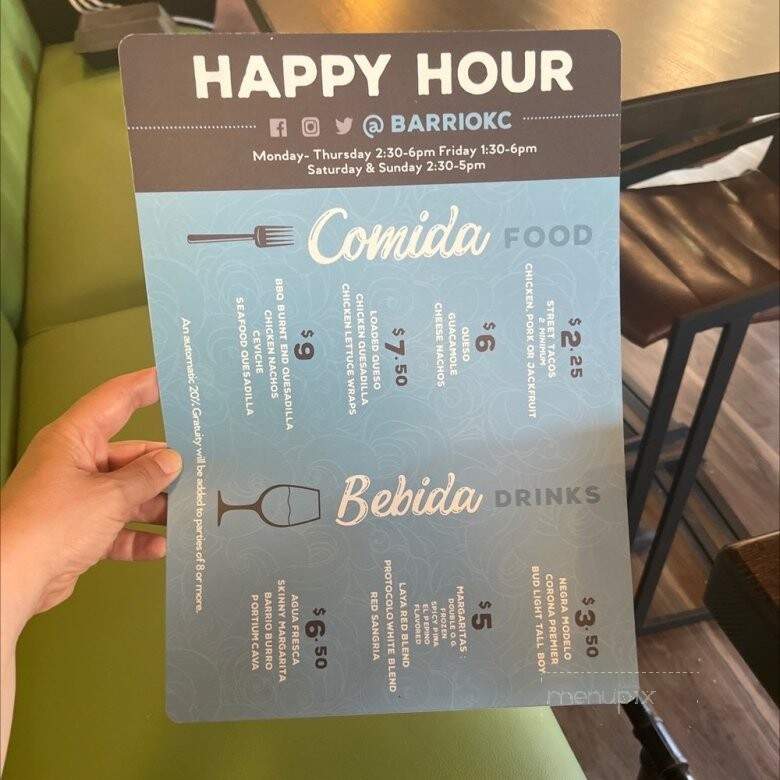 HAPPY HOUR
@BARRIOKC
Monday- Thursday 2:30-6pm Friday 1:30-6pm
Saturday & Sunday 2:30-5pm
Comida FOOD
$2.25
STREET TACOS
2 MINIMUM
CHICKEN, PORK OR JACKFRUIT
$6
QUESO
GUACAMOLE
CHEESE NACHOS
$7.50
LOADED QUESO
CHICKEN QUESADILLA
CHICKEN LETTUCE WRAPS
$9
BBQ BURNT END QUESADILLA
CHICKEN NACHOS
CEVICHE
SEAFOOD QUESADILLA
An automatic 20% Gratuity will be added to parties of 8 or more.
Bebida DRINKS
$3.50
NEGRA MODELO
CORONA PREMIER
BUD LIGHT TALL BOY
$5
MARGARITAS :
DOUBLE O.G
FROZEN
SPICY PINA
EL PEPINO
FLAVORED
LAYA RED BLEND
PROTOCOLO WHITE BLEND
RED SANGRIA
$6.50
AGUA FRESCA
SKINNY MARGARITA
BARRIO BURRO
PORTIUM CAVA
menupix